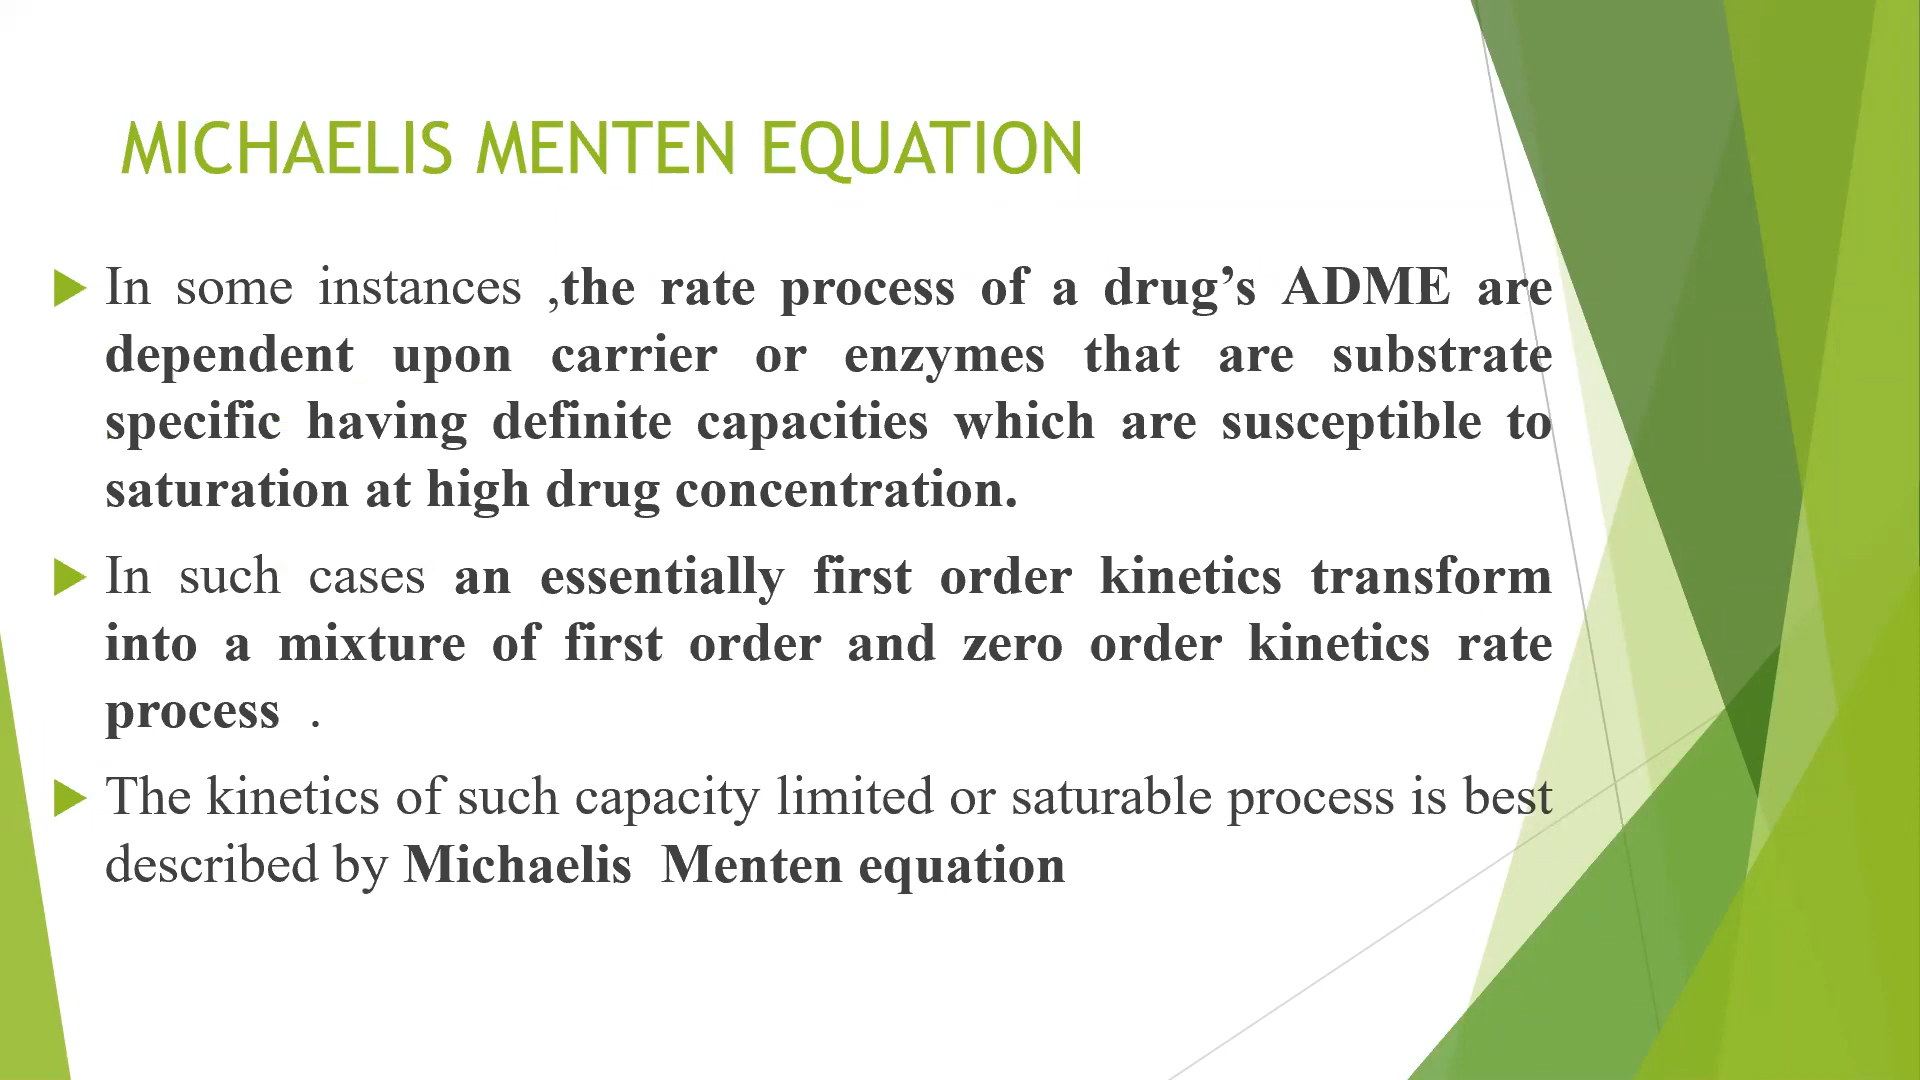 MICHAELIS MENTEN EQUATION
In some instances ,the rate process of a drug’s ADME are
dependent upon carrier or enzymes that are substrate
specific having definite capacities which are susceptible to
saturation at high drug concentration.
In such cases an essentially first order kinetics transform
into a mixture of first order and zero order kinetics rate
process .
The kinetics of such capacity limited or saturable process is best
described by Michaelis Menten equation